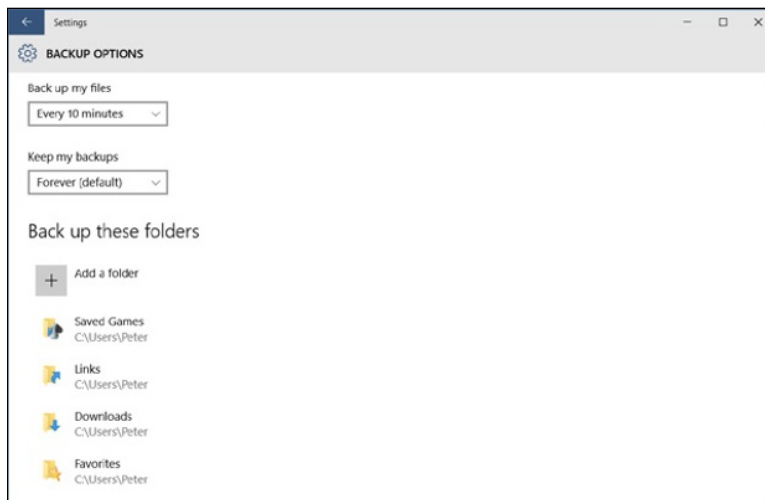 Settings
BACKUP OPTIONS
Back up my files
Every 10 minutes
Keep my backups
Forever (default)
Back up these folders
Add a folder
Saved Games
C:\Users\Peter
Links
C:\Users\Peter
Downloads
C:\Users\Peter
Favorites
C:\Users\Peter